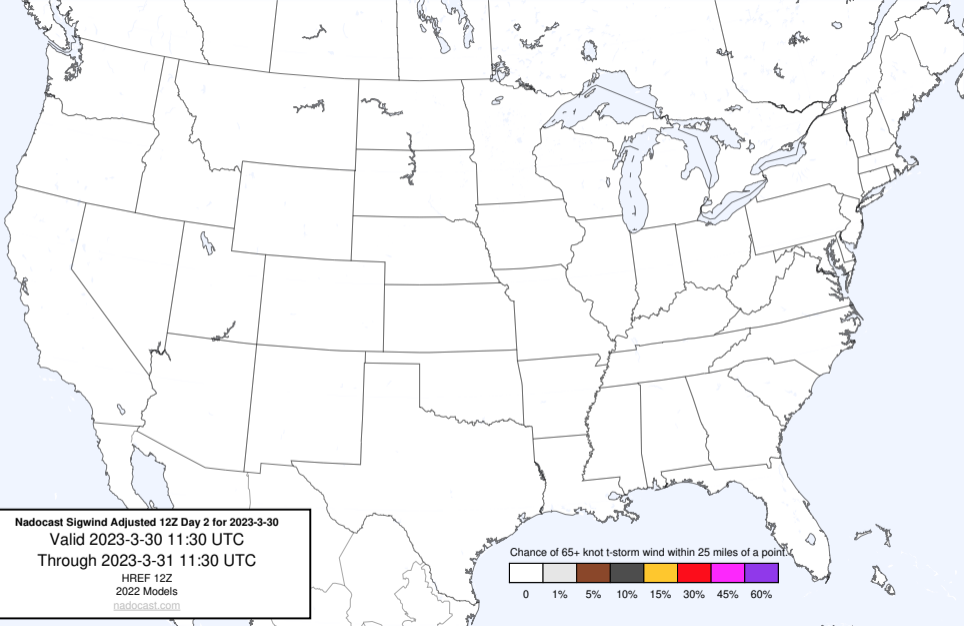 Nadocast Sigwind Adjusted 12Z Day 2 for 2023-3-30
Valid 2023-3-30 11:30 UTC
Through 2023-3-31 11:30 UTC
HREF 12Z
2022 Models
nadocast.com
Chance of 65+ knot t-storm wind within 25 miles of a point.
0 1% 5% 10% 15% 30% 45% 60%